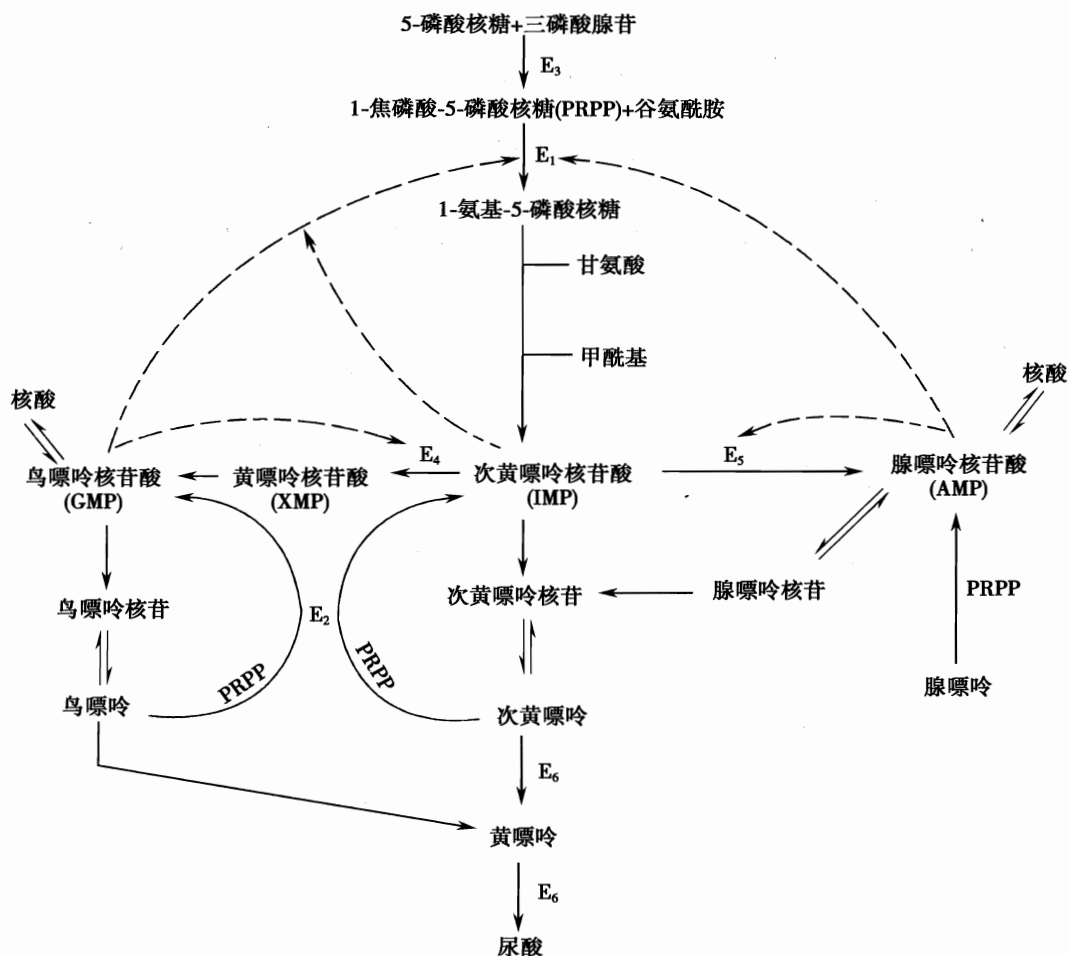 5-磷酸核糖+三磷酸腺苷
E₃
1-焦磷酸-5-磷酸核糖(PRPP)+谷氨酰胺
E₁
1-氨基-5-磷酸核糖
甘氨酸
甲酰基
核酸
核酸
E₄
E₅
鸟嘌呤核苷酸
(GMP)
黄嘌呤核苷酸
(XMP)
次黄嘌呤核苷酸
(IMP)
腺嘌呤核苷酸
(AMP)
鸟嘌呤核苷
E₂
次黄嘌呤核苷
腺嘌呤核苷
PRPP
PRPP
PRPP
鸟嘌呤
次黄嘌呤
腺嘌呤
E₆
黄嘌呤
E₆
尿酸